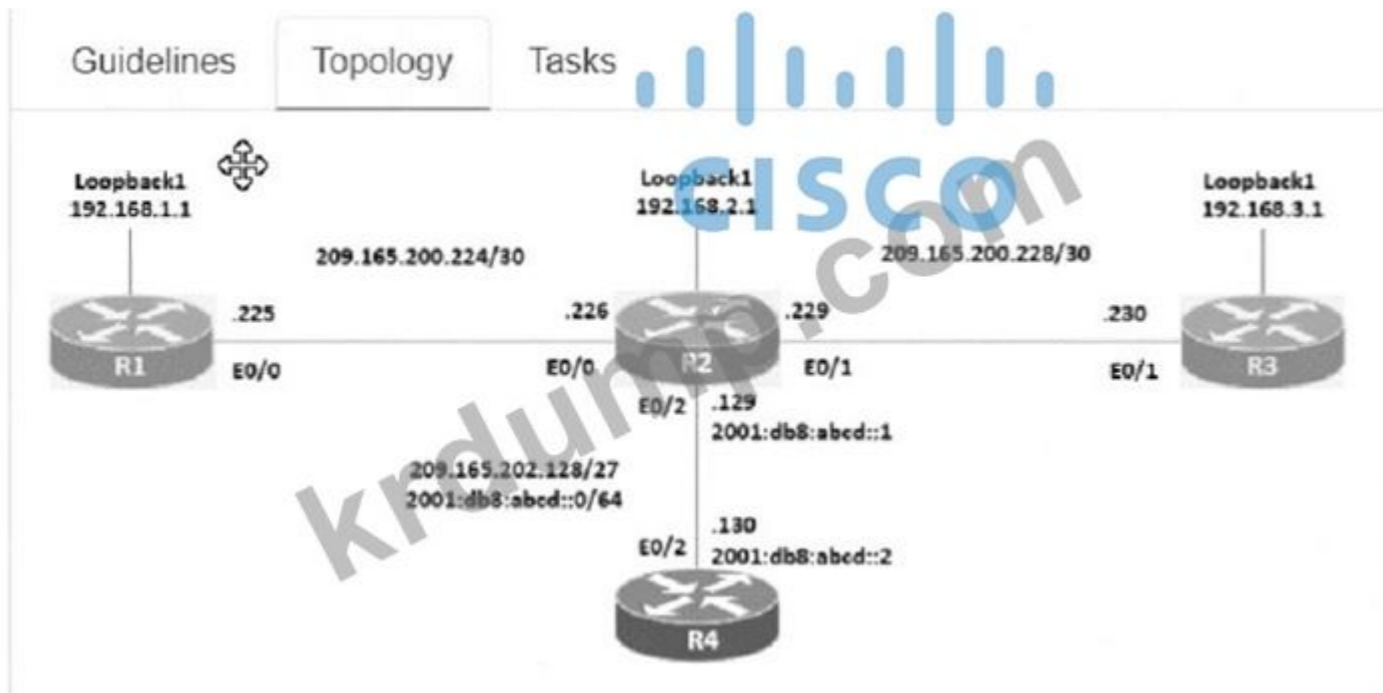 Guidelines Topology Tasks
CISCO
Loopback1
192.168.1.1
Loopback1
192.168.2.1
Loopback1
192.168.3.1
209.165.200.224/30
209.165.200.228/30
.225
.226
.229
.230
R1
E0/0
E0/0
R2
E0/1
E0/1
R3
E0/2
.129
2001:db8:abcd::1
209.165.202.128/27
2001:db8:abcd::0/64
.130
E0/2
2001:db8:abcd::2
R4
krdump.com